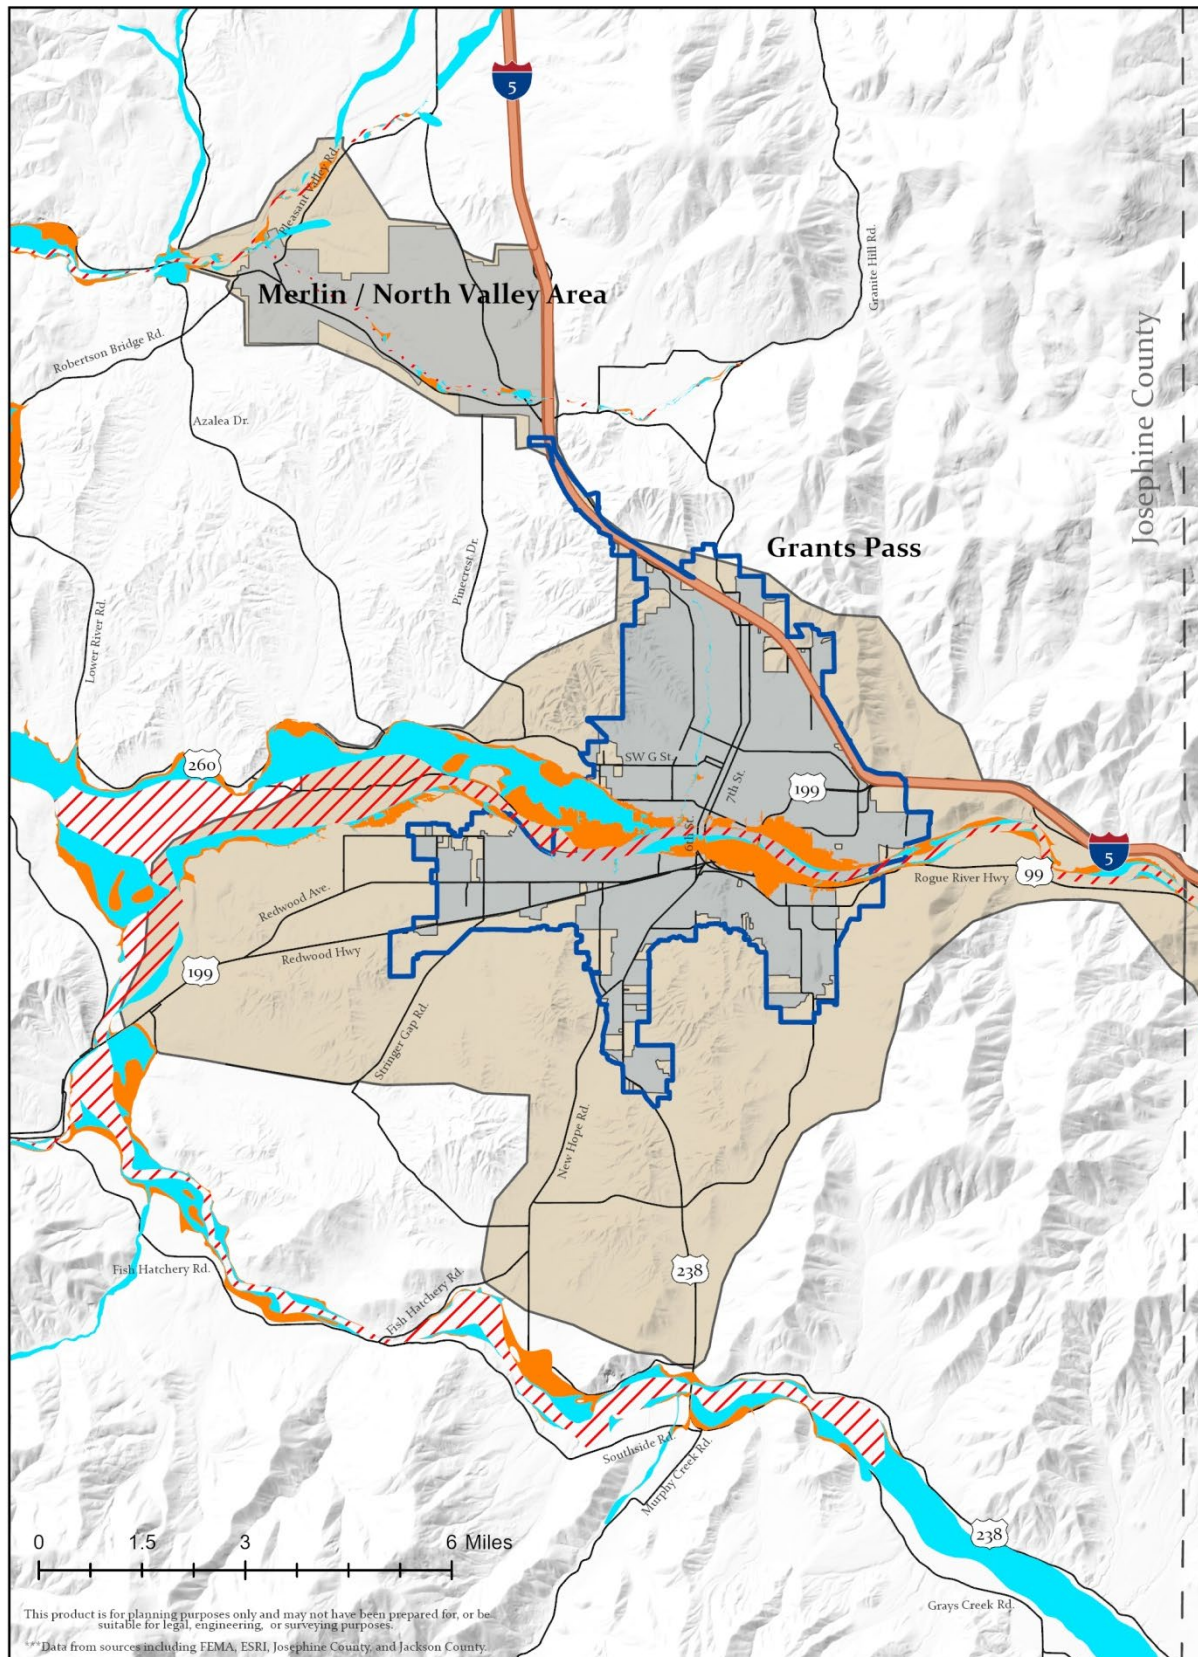 5
Pleasant Valley Rd.
Granite Hill Rd.
Merlin / North Valley Area
Robertson Bridge Rd.
Josephine County
Azalea Dr.
Grants Pass
Pinecrest Dr.
Lower River Rd.
260
SW G St.
7th St.
199
6th St.
5
Rogue River Hwy
99
Redwood Ave.
Redwood Hwy
199
Stringer Gap Rd.
New Hope Rd.
Fish Hatchery Rd.
238
Fish Hatchery Rd.
Southside Rd.
Murphy Creek Rd.
238
0 1.5 3 6 Miles
Grays Creek Rd.
This product is for planning purposes only and may not have been prepared for, or be
suitable for legal, engineering, or surveying purposes.
***Data from sources including FEMA, ESRI, Josephine County, and Jackson County.